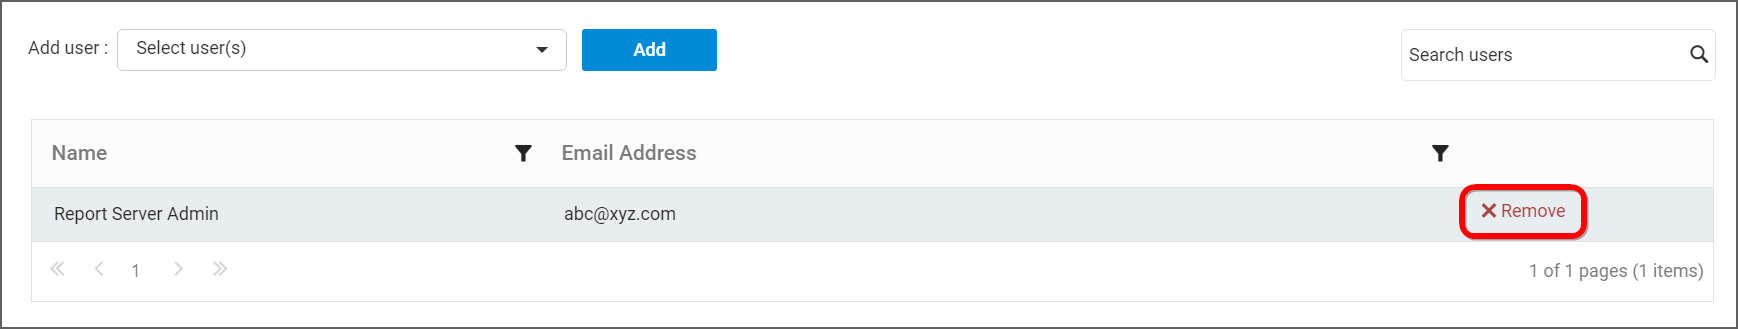 Add user : Select user(s) Add Search users
Name Email Address
Report Server Admin abc@xyz.com Remove
1 1 of 1 pages (1 items)